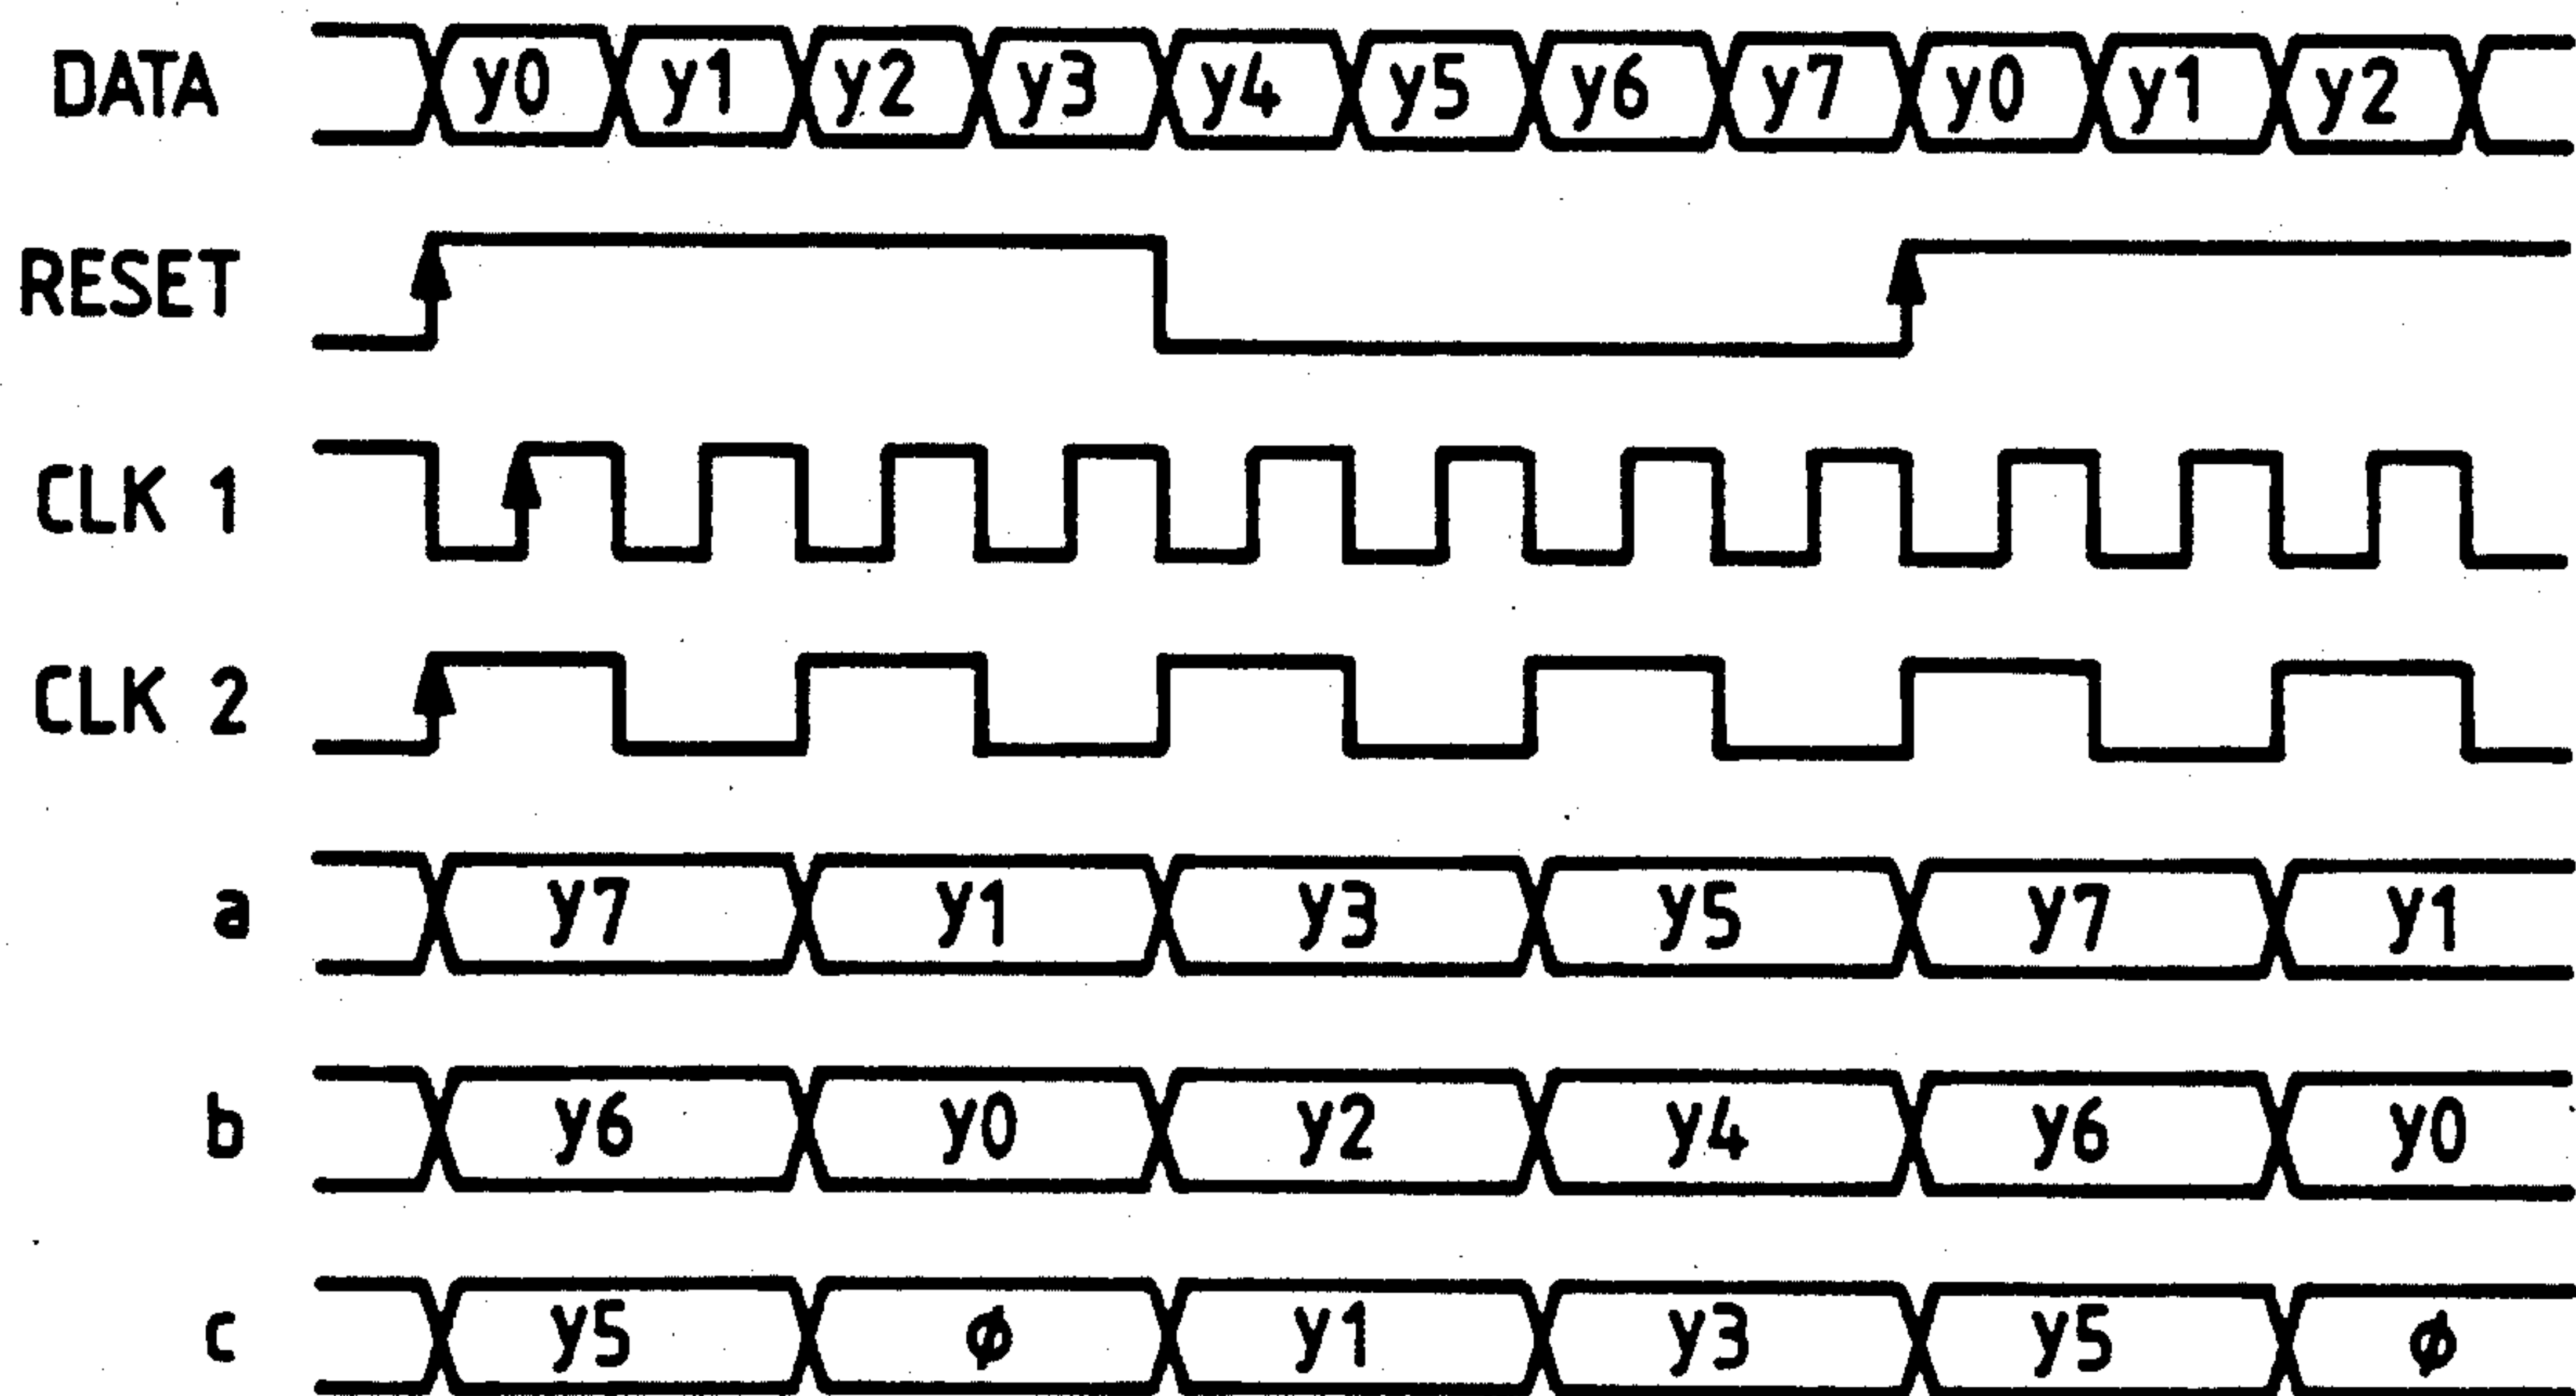 DATA y0 y1 y2 y3 y4 y5 y6 y7 y0 y1 y2
RESET
CLK 1
CLK 2
a y7 y1 y3 y5 y7 y1
b y6 y0 y2 y4 y6 y0
c y5 ϕ y1 y3 y5 ϕ